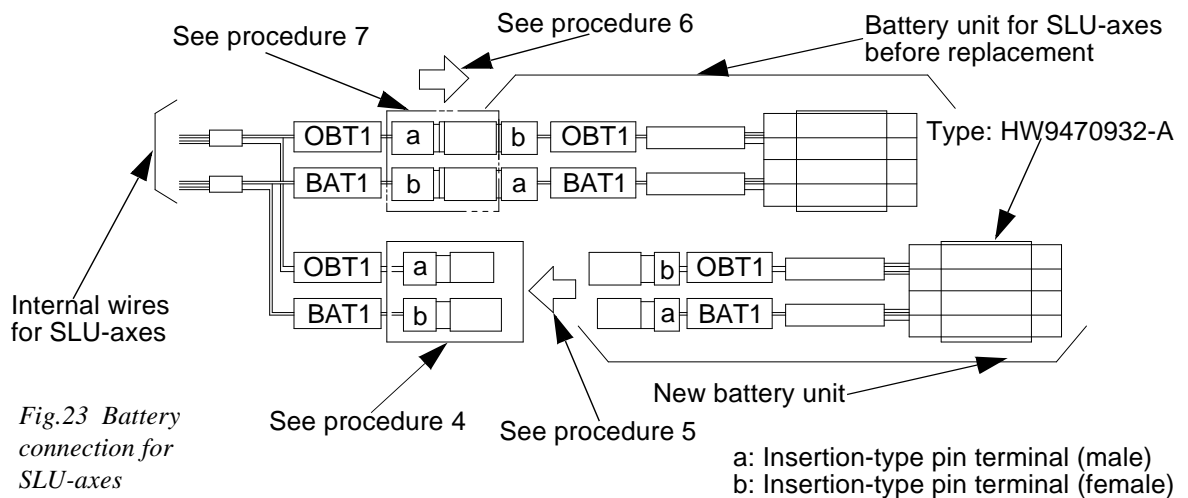 See procedure 7
See procedure 6
Battery unit for SLU-axes
before replacement
OBT1 a b OBT1
Type: HW9470932-A
BAT1 b a BAT1
OBT1 a b OBT1
BAT1 b a BAT1
Internal wires
for SLU-axes
New battery unit
See procedure 4
See procedure 5
Fig.23 Battery
connection for
SLU-axes
a: Insertion-type pin terminal (male)
b: Insertion-type pin terminal (female)